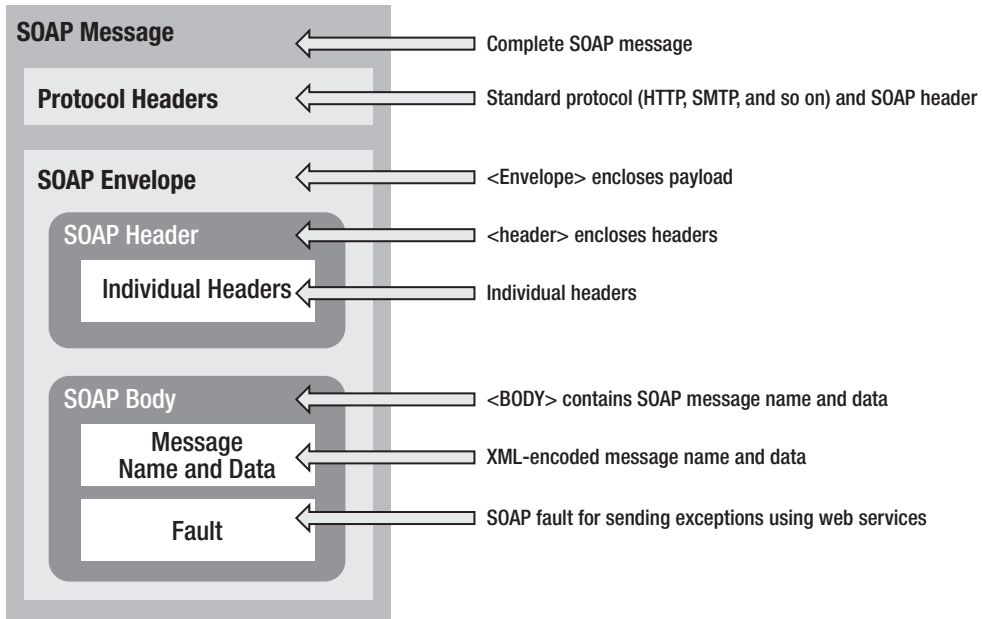 SOAP Message
Complete SOAP message
Protocol Headers
Standard protocol (HTTP, SMTP, and so on) and SOAP header
SOAP Envelope
<Envelope> encloses payload
SOAP Header
<header> encloses headers
Individual Headers
Individual headers
SOAP Body
<BODY> contains SOAP message name and data
Message
Name and Data
XML-encoded message name and data
Fault
SOAP fault for sending exceptions using web services